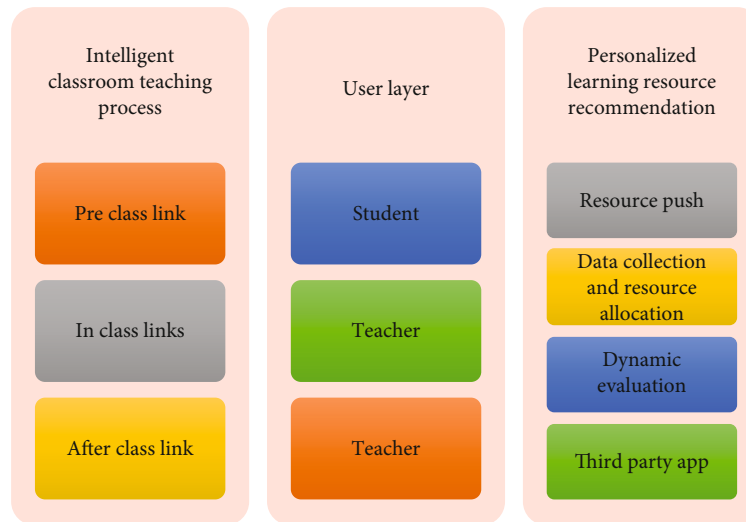 Intelligent
classroom teaching
process
Pre class link
In class links
After class link
User layer
Student
Teacher
Teacher
Personalized
learning resource
recommendation
Resource push
Data collection
and resource
allocation
Dynamic
evaluation
Third party app